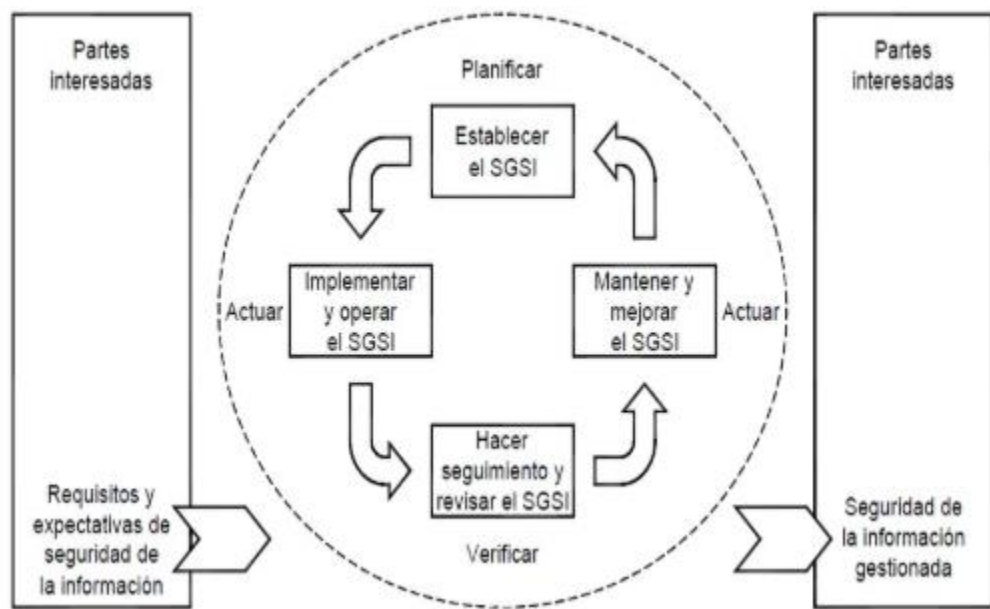 Partes
interesadas
Requisitos y
expectativas de
seguridad de
la información
Planificar
Establecer
el SGSI
Actuar
Implementar
y operar
el SGSI
Mantener y
mejorar
el SGSI
Actuar
Hacer
seguimiento y
revisar el SGSI
Verificar
Partes
interesadas
Seguridad de
la información
gestionada